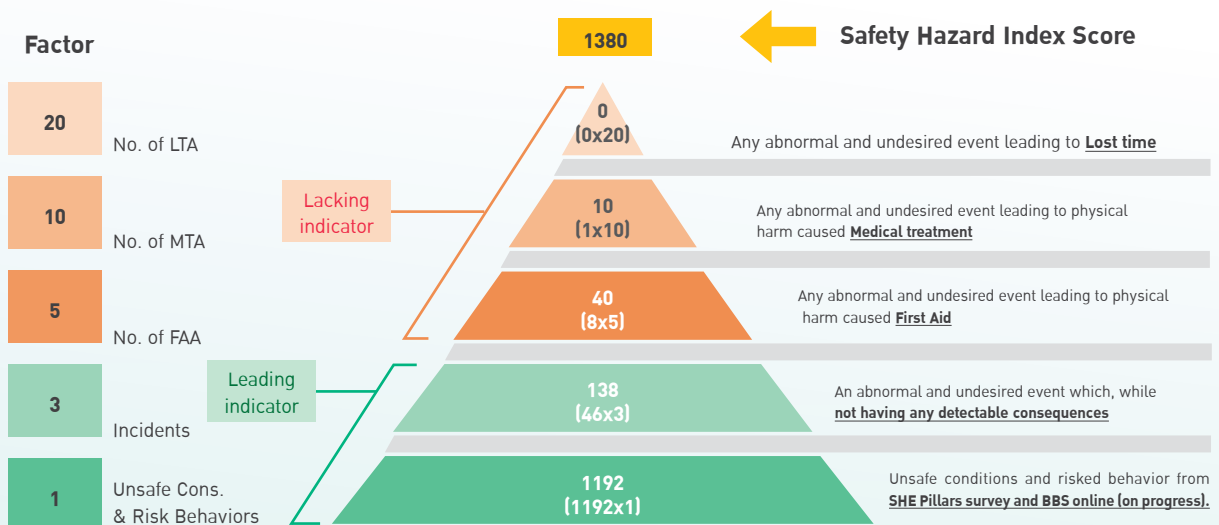 Factor
1380
Safety Hazard Index Score
20
No. of LTA
0
(0x20)
Any abnormal and undesired event leading to Lost time
Lacking
indicator
10
No. of MTA
10
(1x10)
Any abnormal and undesired event leading to physical
harm caused Medical treatment
5
No. of FAA
40
(8x5)
Any abnormal and undesired event leading to physical
harm caused First Aid
Leading
indicator
3
Incidents
138
(46x3)
An abnormal and undesired event which, while
not having any detectable consequences
1
Unsafe Cons.
& Risk Behaviors
1192
(1192x1)
Unsafe conditions and risked behavior from
SHE Pillars survey and BBS online (on progress).